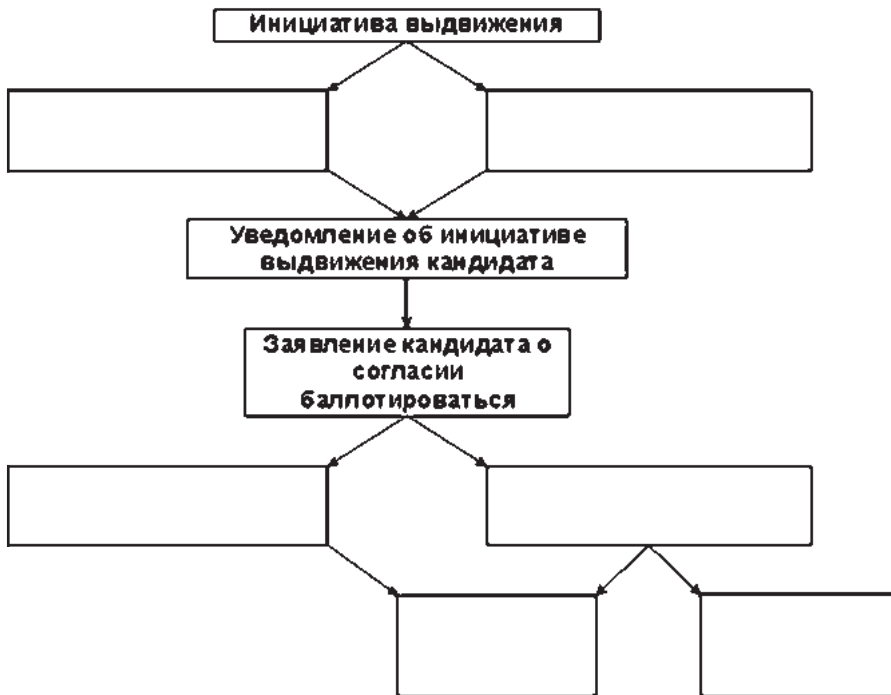 Инициатива выдвижения
Уведомление об инициативе
выдвижения кандидата
Заявление кандидата о
согласии
баллотироваться